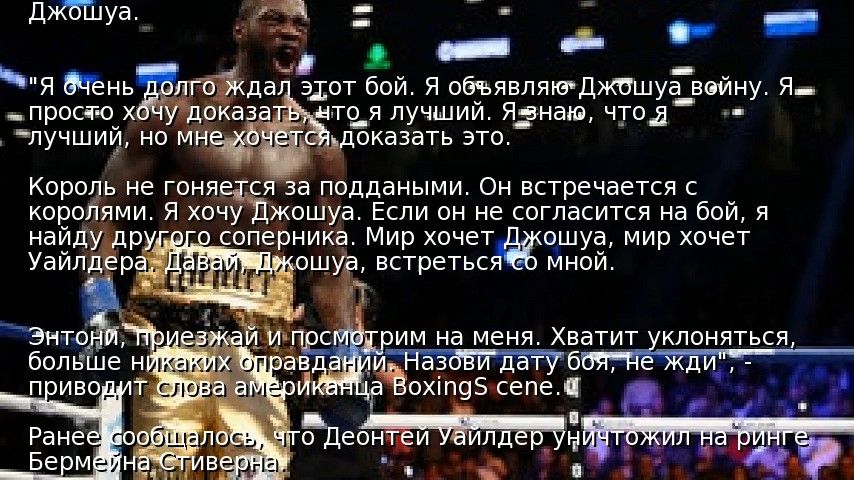 Джошуа.
"Я очень долго ждал этот бой. Я объявляю Джошуа войну. Я
просто хочу доказать, что я лучший. Я знаю, что я
лучший, но мне хочется доказать это.
Король не гоняется за поддаными. Он встречается с
королями. Я хочу Джошуа. Если он не согласится на бой, я
найду другого соперника. Мир хочет Джошуа, мир хочет
Уайлдера. Давай, Джошуа, встреться со мной.
Энтони, приезжай и посмотрим на меня. Хватит уклоняться,
больше никаких оправданий. Назови дату боя, не жди", -
приводит слова американца BoxingS cene.
Ранее сообщалось, что Деонтей Уайлдер уничтожил на ринге
Бермейна Стиверна.